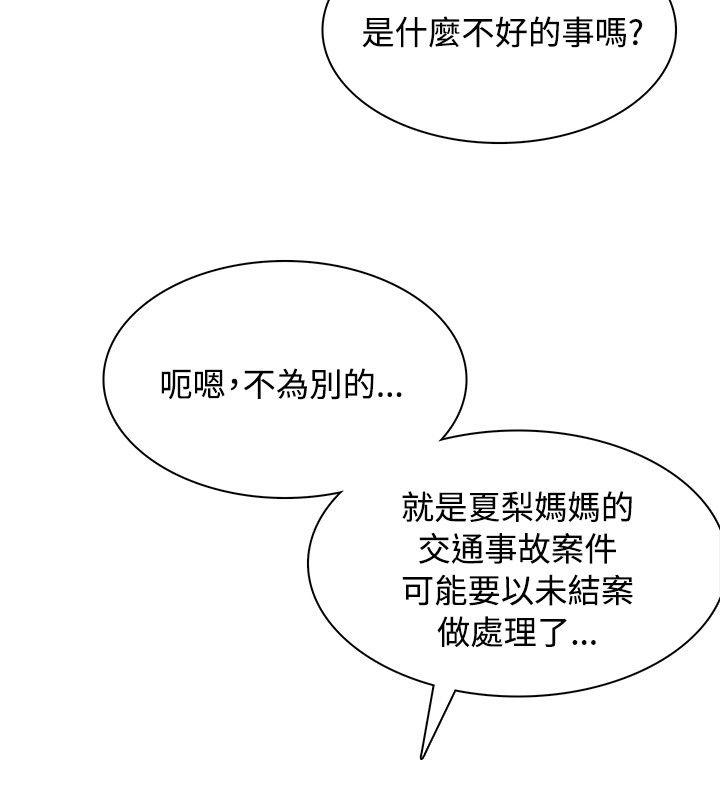 是什麼不好的事嗎?
呃嗯,不為別的...
就是夏梨媽媽的
交通事故案件
可能要以未結案
做處理了...